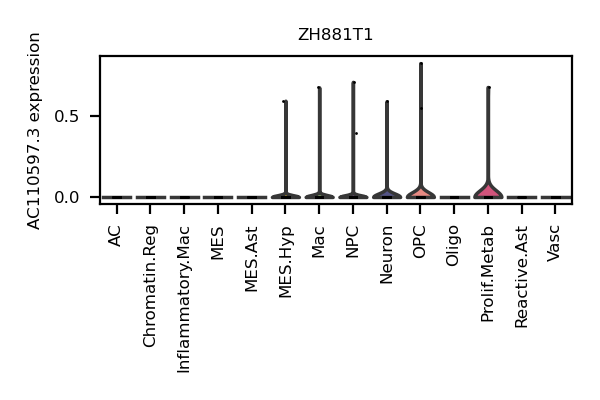 ZH881T1
AC110597.3 expression
0.5
0.0
AC
Chromatin.Reg
Inflammatory.Mac
MES
MES.Ast
MES.Hyp
Mac
NPC
Neuron
OPC
Oligo
Prolif.Metab
Reactive.Ast
Vasc